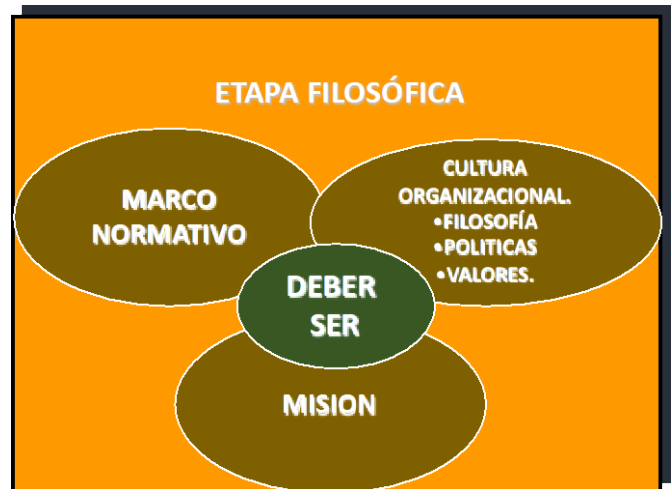 ETAPA FILOSÓFICA
MARCO
NORMATIVO
CULTURA
ORGANIZACIONAL.
•FILOSOFÍA
•POLITICAS
•VALORES.
DEBER
SER
MISION